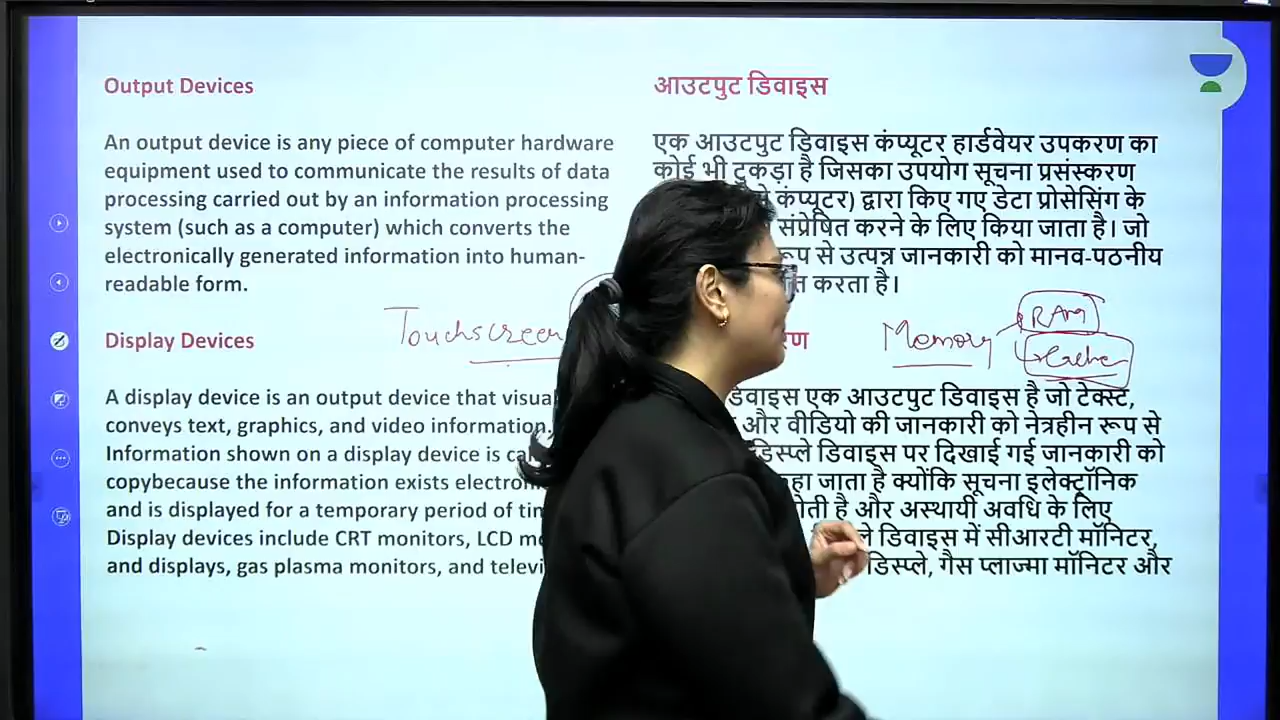 Output Devices
An output device is any piece of computer hardware
equipment used to communicate the results of data
processing carried out by an information processing
system (such as a computer) which converts the
electronically generated information into human-
readable form.
Touchscreen
Display Devices
A display device is an output device that visua
conveys text, graphics, and video information.
Information shown on a display device is ca
copybecause the information exists electron
and is displayed for a temporary period of tim
Display devices include CRT monitors, LCD mo
and displays, gas plasma monitors, and televi
आउटपुट डिवाइस
एक आउटपुट डिवाइस कंप्यूटर हार्डवेयर उपकरण का
कोई भी टुकड़ा है जिसका उपयोग सूचना प्रसंस्करण
कंप्यूटर) द्वारा किए गए डेटा प्रोसेसिंग के
संप्रेषित करने के लिए किया जाता है। जो
रूप से उत्पन्न जानकारी को मानव-पठनीय
करता है।
Memory
RAM
Cache
रण
डिवाइस एक आउटपुट डिवाइस है जो टेक्स्ट,
और वीडियो की जानकारी को नेत्रहीन रूप से
डिस्प्ले डिवाइस पर दिखाई गई जानकारी को
कहा जाता है क्योंकि सूचना इलेक्ट्रॉनिक
होती है और अस्थायी अवधि के लिए
ले डिवाइस में सीआरटी मॉनिटर,
डिस्प्ले, गैस प्लाज्मा मॉनिटर और